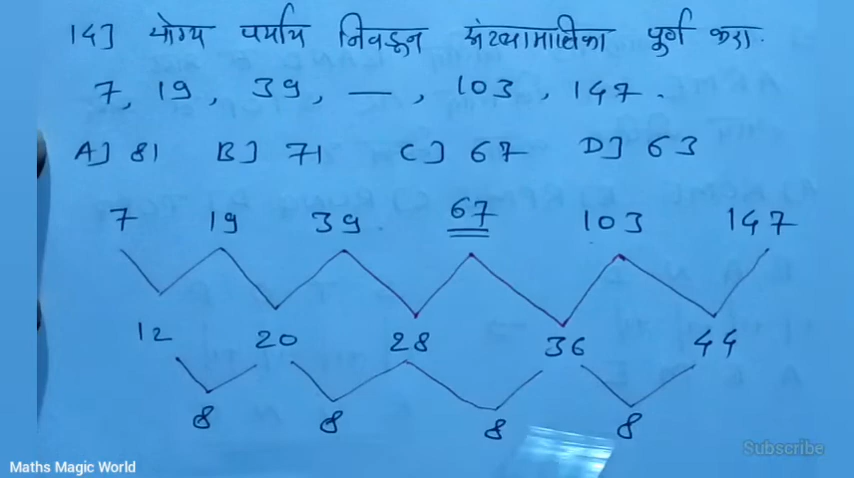 14] योग्य पर्याय निवडून संख्यामालिका पूर्ण करा.
7, 19, 39, —, 103, 147.
A] 81 B] 71 C] 67 D] 63
7 19 39 67 103 147
12 20 28 36 44
8 8 8 8
Subscribe
Maths Magic World